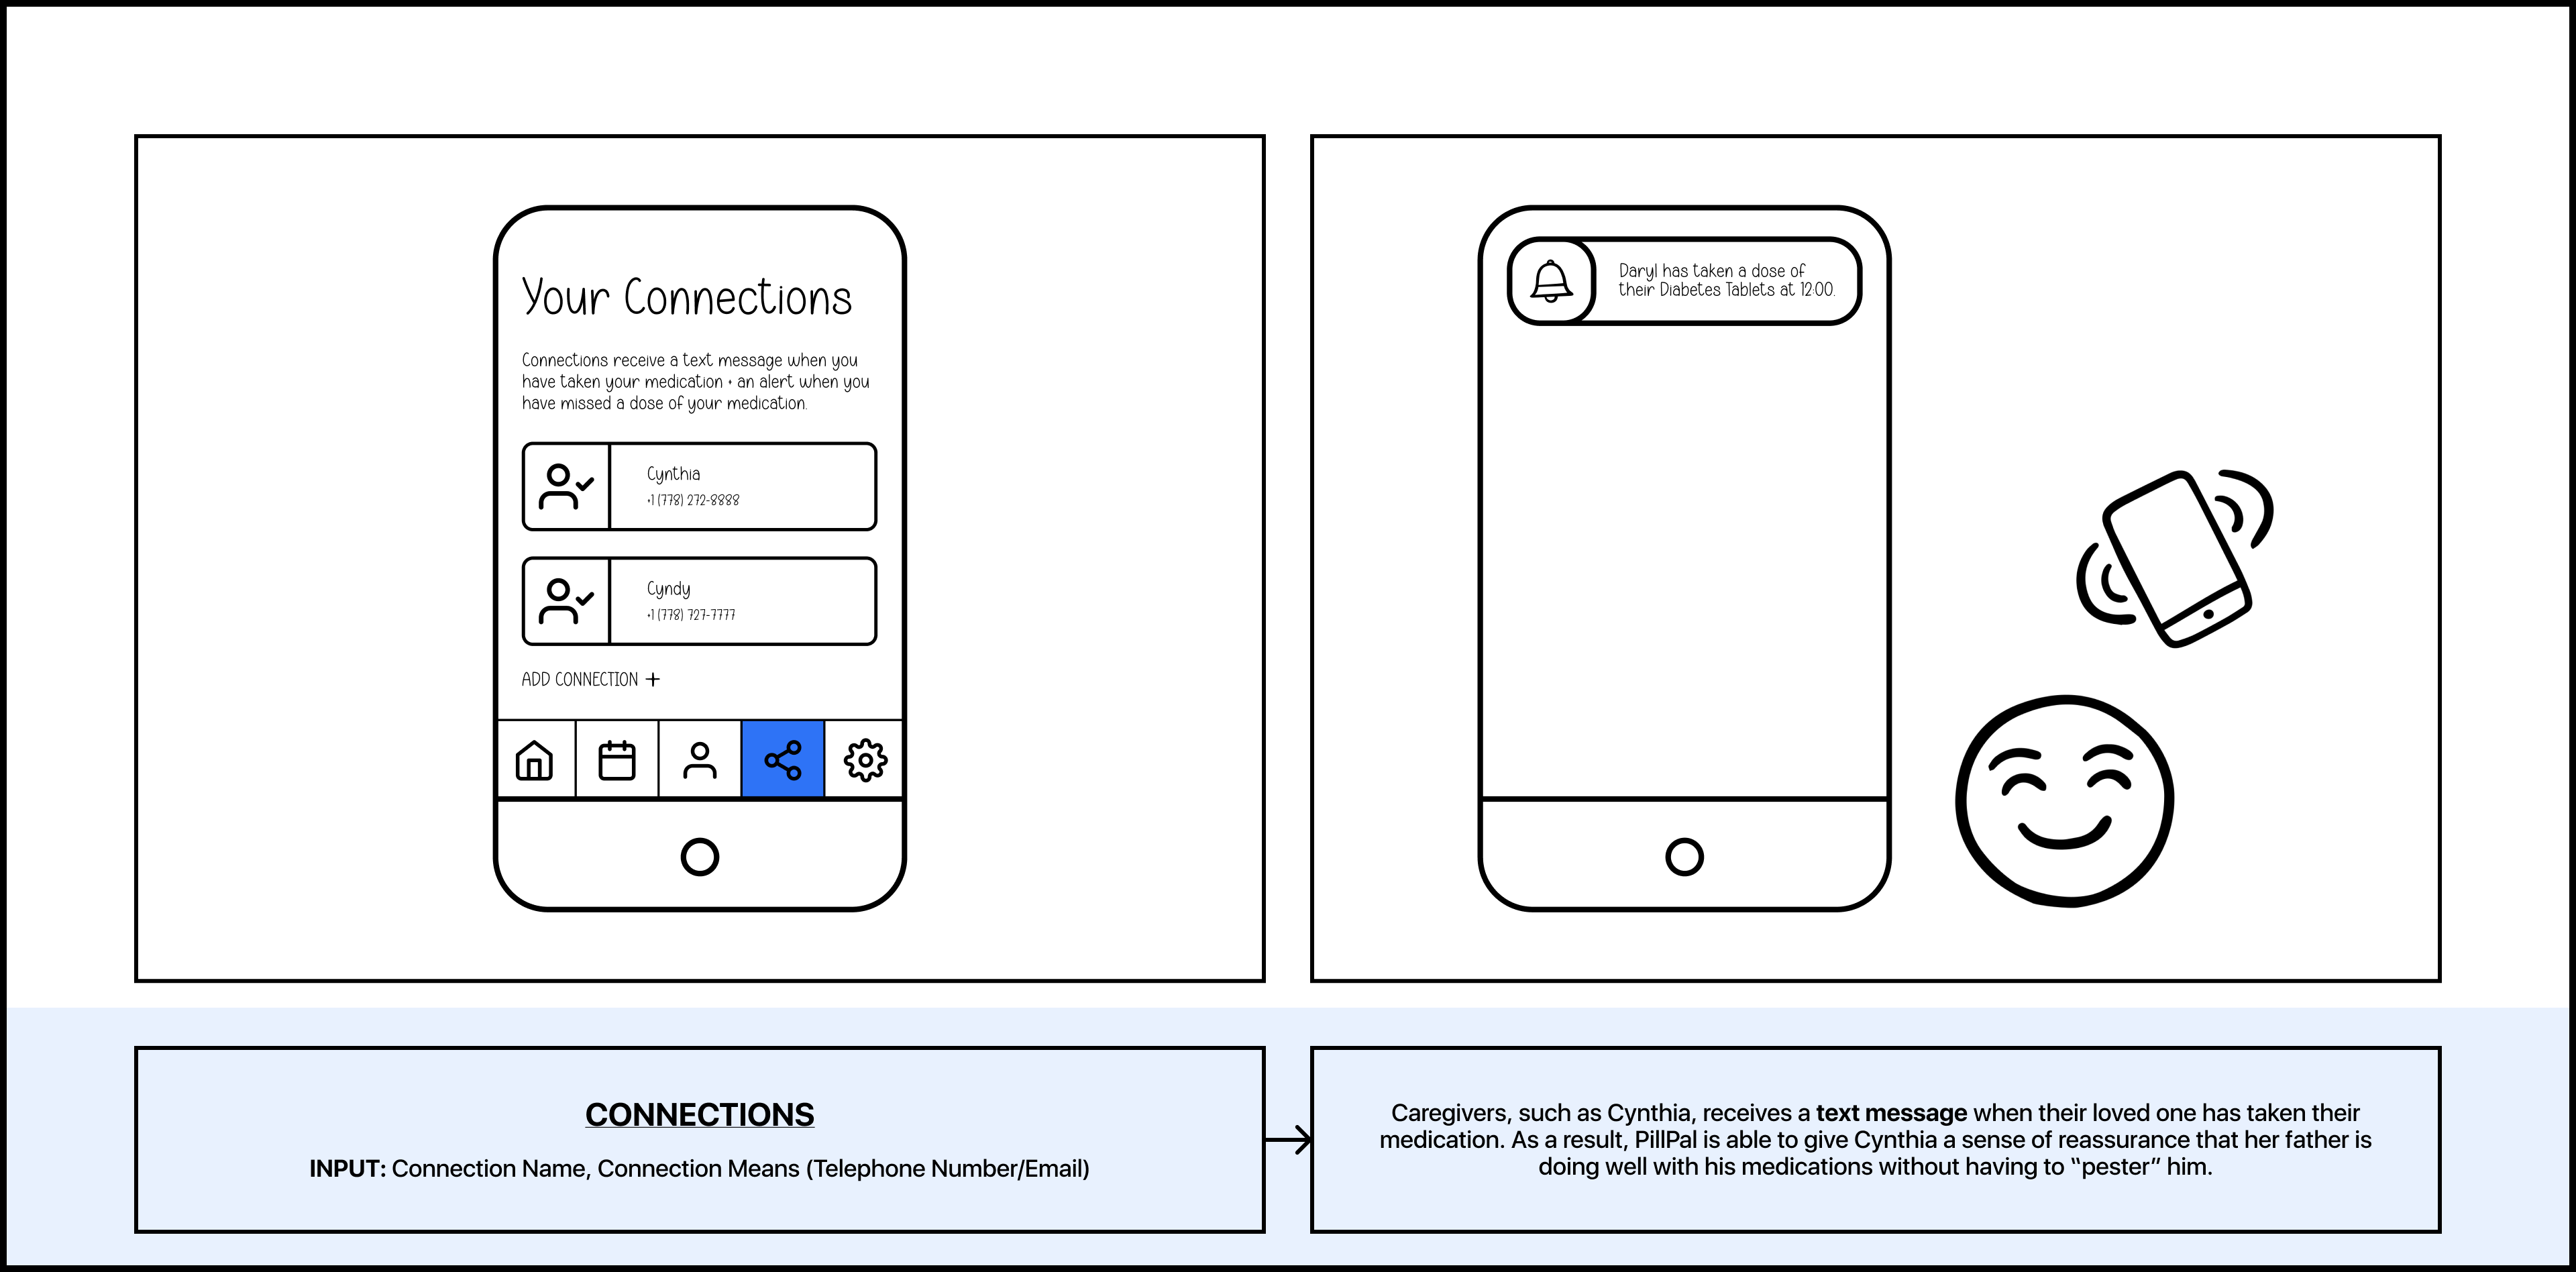 Your Connections
Connections receive a text message when you
have taken your medication + an alert when you
have missed a dose of your medication.
Cynthia
+1 (778) 272-8888
Cyndy
+1 (778) 727-7777
ADD CONNECTION +
Daryl has taken a dose of
their Diabetes Tablets at 12:00.
CONNECTIONS
INPUT: Connection Name, Connection Means (Telephone Number/Email)
Caregivers, such as Cynthia, receives a text message when their loved one has taken their
medication. As a result, PillPal is able to give Cynthia a sense of reassurance that her father is
doing well with his medications without having to “pester” him.